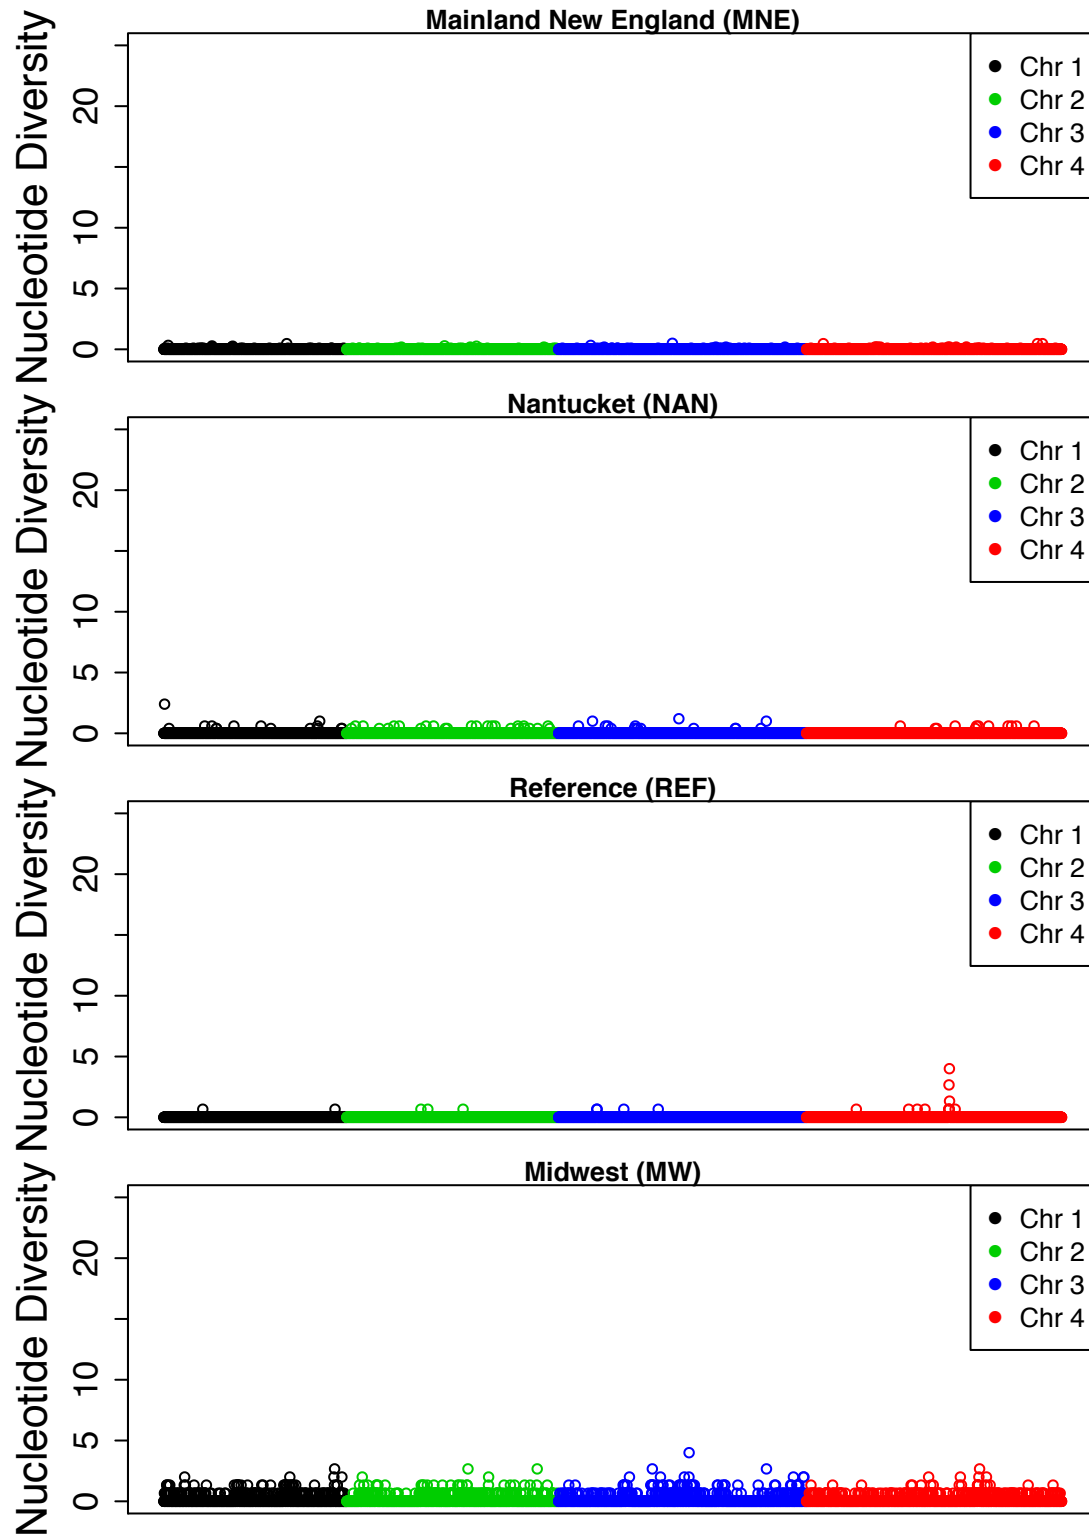 Mainland New England (MNE)
Nucleotide Diversity
20
10
5
0
Chr 1
Chr 2
Chr 3
Chr 4
Nantucket (NAN)
Nucleotide Diversity
20
10
5
0
Chr 1
Chr 2
Chr 3
Chr 4
Reference (REF)
Nucleotide Diversity
20
10
5
0
Chr 1
Chr 2
Chr 3
Chr 4
Midwest (MW)
Nucleotide Diversity
20
10
5
0
Chr 1
Chr 2
Chr 3
Chr 4